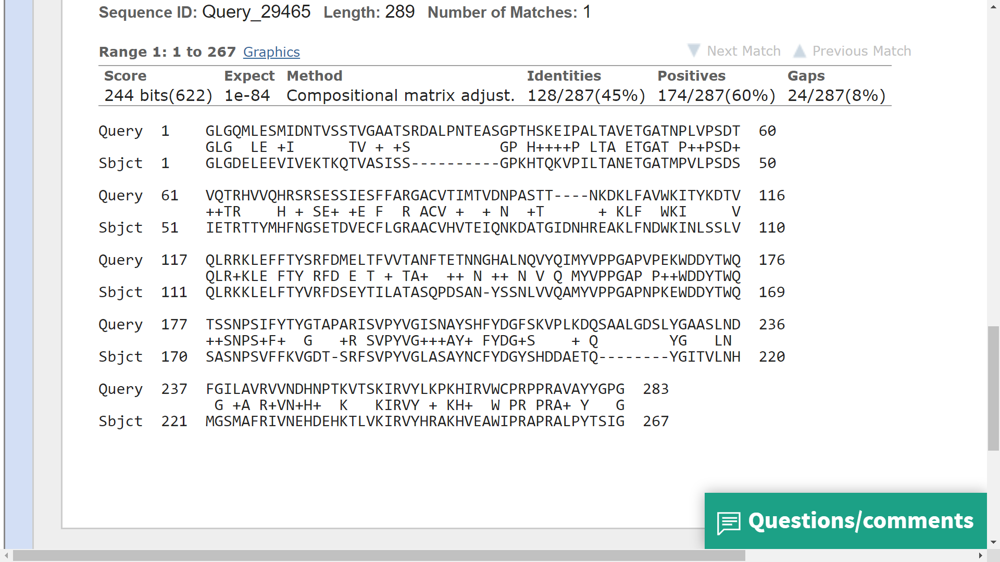 Sequence ID: Query_29465 Length: 289 Number of Matches: 1
Range 1: 1 to 267 Graphics Next Match Previous Match
Score Expect Method Identities Positives Gaps
244 bits(622) 1e-84 Compositional matrix adjust. 128/287(45%) 174/287(60%) 24/287(8%)
Query  1    GLGQMLESMIDNTVSSTVGAATSRDALPNTEASGPTHSKEIPALTAVETGATNPLVPSDT  60
            GLG  LE +I      TV + +S          GP H++++P LTA ETGAT P++PSD+
Sbjct  1    GLGDELEEVIVEKTKQTVASISS----------GPKHTQKVPILTANETGATMPVLPSDS  50
Query  61   VQTRHVVQHRSRSESSIESFFARGACVTIMTVDNPASTT----NKDKLFAVWKITYKDTV  116
            ++TR    H + SE+ +E F  R ACV +  + N  +T      + KLF  WKI     V
Sbjct  51   IETRTTYMHFNGSETDVECFLGRAACVHVTEIQNKDATGIDNHREAKLFNDWKINLSSLV  110
Query  117  QLRRKLEFFTYSRFDMELTFVVTANFTETNNGHALNQVYQIMYVPPGAPVPEKWDDYTWQ  176
            QLR+KLE FTY RFD E T + TA+  ++ N ++ N V Q MYVPPGAP P++WDDYTWQ
Sbjct  111  QLRKKLELFTYVRFDSEYTILATASQPDSAN-YSSNLVVQAMYVPPGAPNPKEWDDYTWQ  169
Query  177  TSSNPSIFYTYGTAPARISVPYVGISNAYSHFYDGFSKVPLKDQSAALGDSLYGAASLND  236
            ++SNPS+F+  G   +R SVPYVG+++AY+ FYDG+S    + Q        YG   LN
Sbjct  170  SASNPSVFFKVGDT-SRFSVPYVGLASAYNCFYDGYSHDDAETQ--------YGITVLNH  220
Query  237  FGILAVRVVNDHNPTKVTSKIRVYLKPKHIRVWCPRPPRAVAYYGPG  283
             G +A R+VN+H+  K   KIRVY + KH+  W PR PRA+ Y   G
Sbjct  221  MGSMAFRIVNEHDEHKTLVKIRVYHRAKHVEAWIPRAPRALPYTSIG  267
Questions/comments